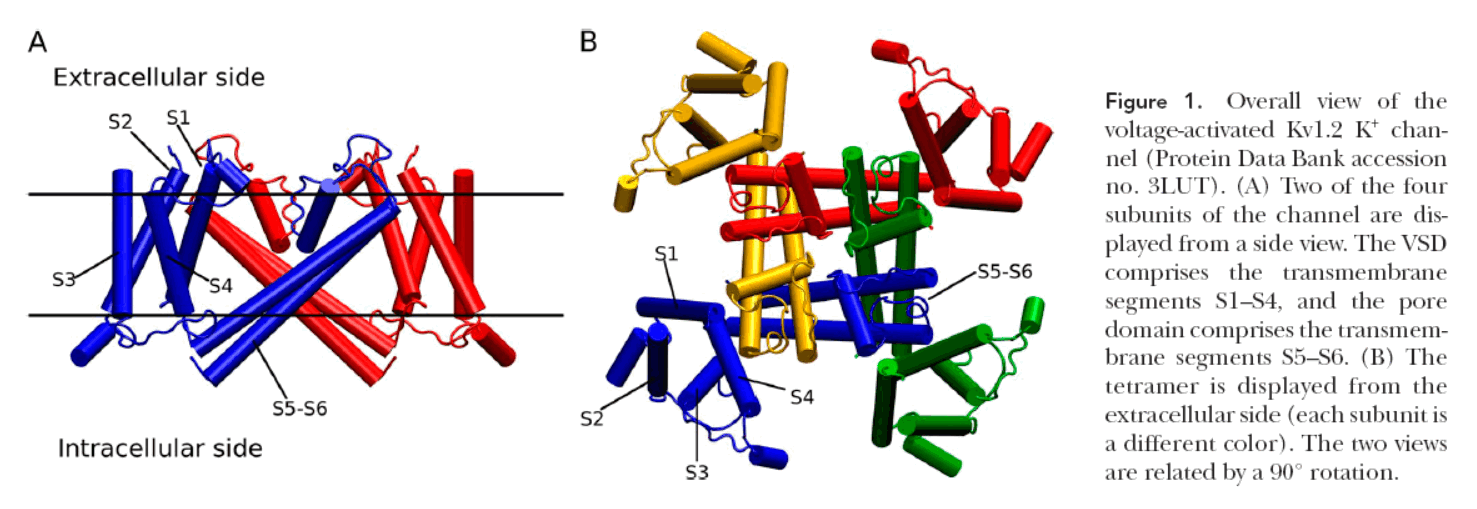 A
Extracellular side
S2
S1
S3
S4
S5-S6
Intracellular side
B
S1
S5-S6
S4
S2
S3
Figure 1. Overall view of the
voltage-activated Kv1.2 K⁺ chan-
nel (Protein Data Bank accession
no. 3LUT). (A) Two of the four
subunits of the channel are dis-
played from a side view. The VSD
comprises the transmembrane
segments S1–S4, and the pore
domain comprises the transmem-
brane segments S5–S6. (B) The
tetramer is displayed from the
extracellular side (each subunit is
a different color). The two views
are related by a 90° rotation.